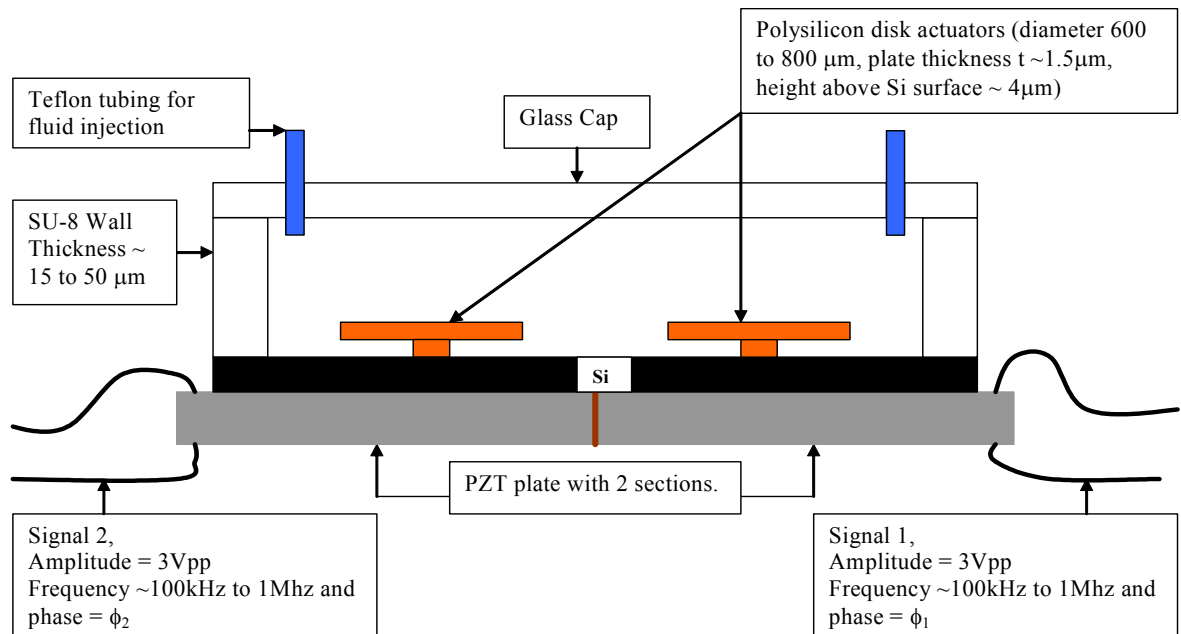 Polysilicon disk actuators (diameter 600
to 800 μm, plate thickness t ~1.5μm,
height above Si surface ~ 4μm)
Teflon tubing for
fluid injection
Glass Cap
SU-8 Wall
Thickness ~
15 to 50 μm
Si
PZT plate with 2 sections.
Signal 2,
Amplitude = 3Vpp
Frequency ~100kHz to 1Mhz and
phase = ϕ₂
Signal 1,
Amplitude = 3Vpp
Frequency ~100kHz to 1Mhz and
phase = ϕ₁